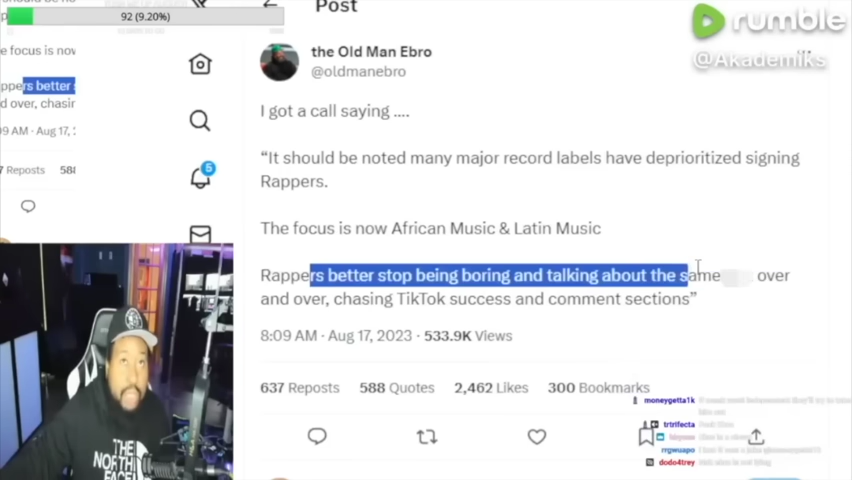 92 (9.20%)
Post
rumble
@Akademiks
e focus is now
ppers better s
d over, chasin
09 AM · Aug 17, 2
7 Reposts 588
the Old Man Ebro
@oldmanebro
I got a call saying ....
“It should be noted many major record labels have deprioritized signing
Rappers.
The focus is now African Music & Latin Music
Rappers better stop being boring and talking about the same over
and over, chasing TikTok success and comment sections”
8:09 AM · Aug 17, 2023 · 533.9K Views
637 Reposts 588 Quotes 2,462 Likes 300 Bookmarks
5
moneygetta1k
trtrifecta
rrgwuapo
dodo4trey
THE
NORTH
FACE